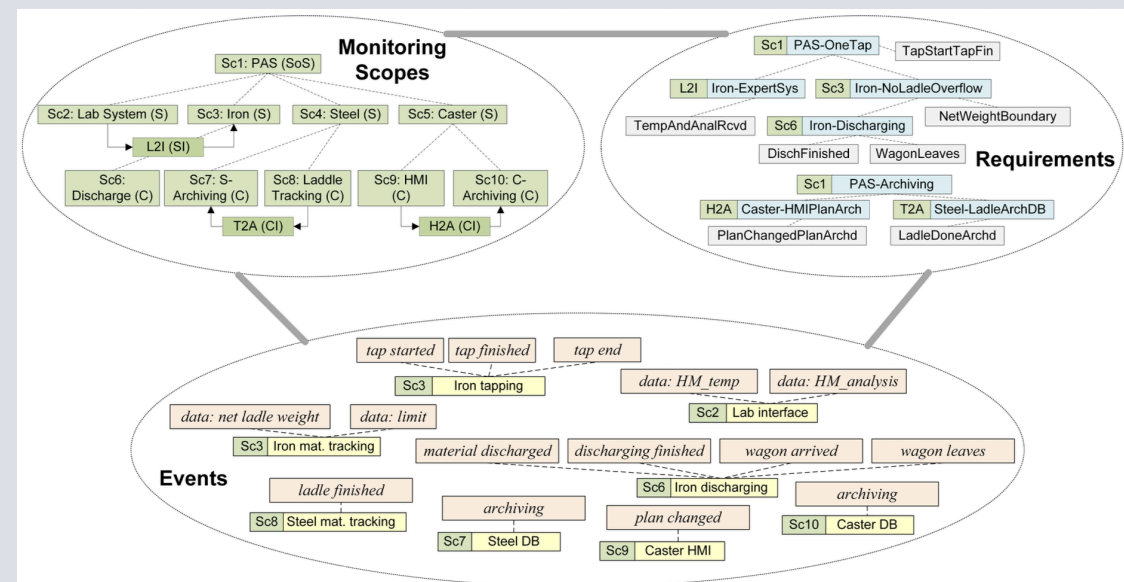 Monitoring
Scopes
Sc1: PAS (SoS)
Sc2: Lab System (S)
Sc3: Iron (S)
Sc4: Steel (S)
Sc5: Caster (S)
L2I (SI)
Sc6:
Discharge (C)
Sc7: S-
Archiving (C)
Sc8: Laddle
Tracking (C)
Sc9: HMI
(C)
Sc10: C-
Archiving (C)
T2A (CI)
H2A (CI)
Sc1 PAS-OneTap
TapStartTapFin
L2I Iron-ExpertSys
Sc3 Iron-NoLadleOverflow
TempAndAnalRcvd
NetWeightBoundary
Sc6 Iron-Discharging
DischFinished
WagonLeaves
Requirements
Sc1 PAS-Archiving
H2A Caster-HMIPlanArch
T2A Steel-LadleArchDB
PlanChangedPlanArchd
LadleDoneArchd
tap started
tap finished
tap end
Sc3 Iron tapping
data: HM_temp
data: HM_analysis
Sc2 Lab interface
data: net ladle weight
data: limit
Sc3 Iron mat. tracking
material discharged
discharging finished
wagon arrived
wagon leaves
Sc6 Iron discharging
Events
ladle finished
Sc8 Steel mat. tracking
archiving
Sc7 Steel DB
plan changed
Sc9 Caster HMI
archiving
Sc10 Caster DB